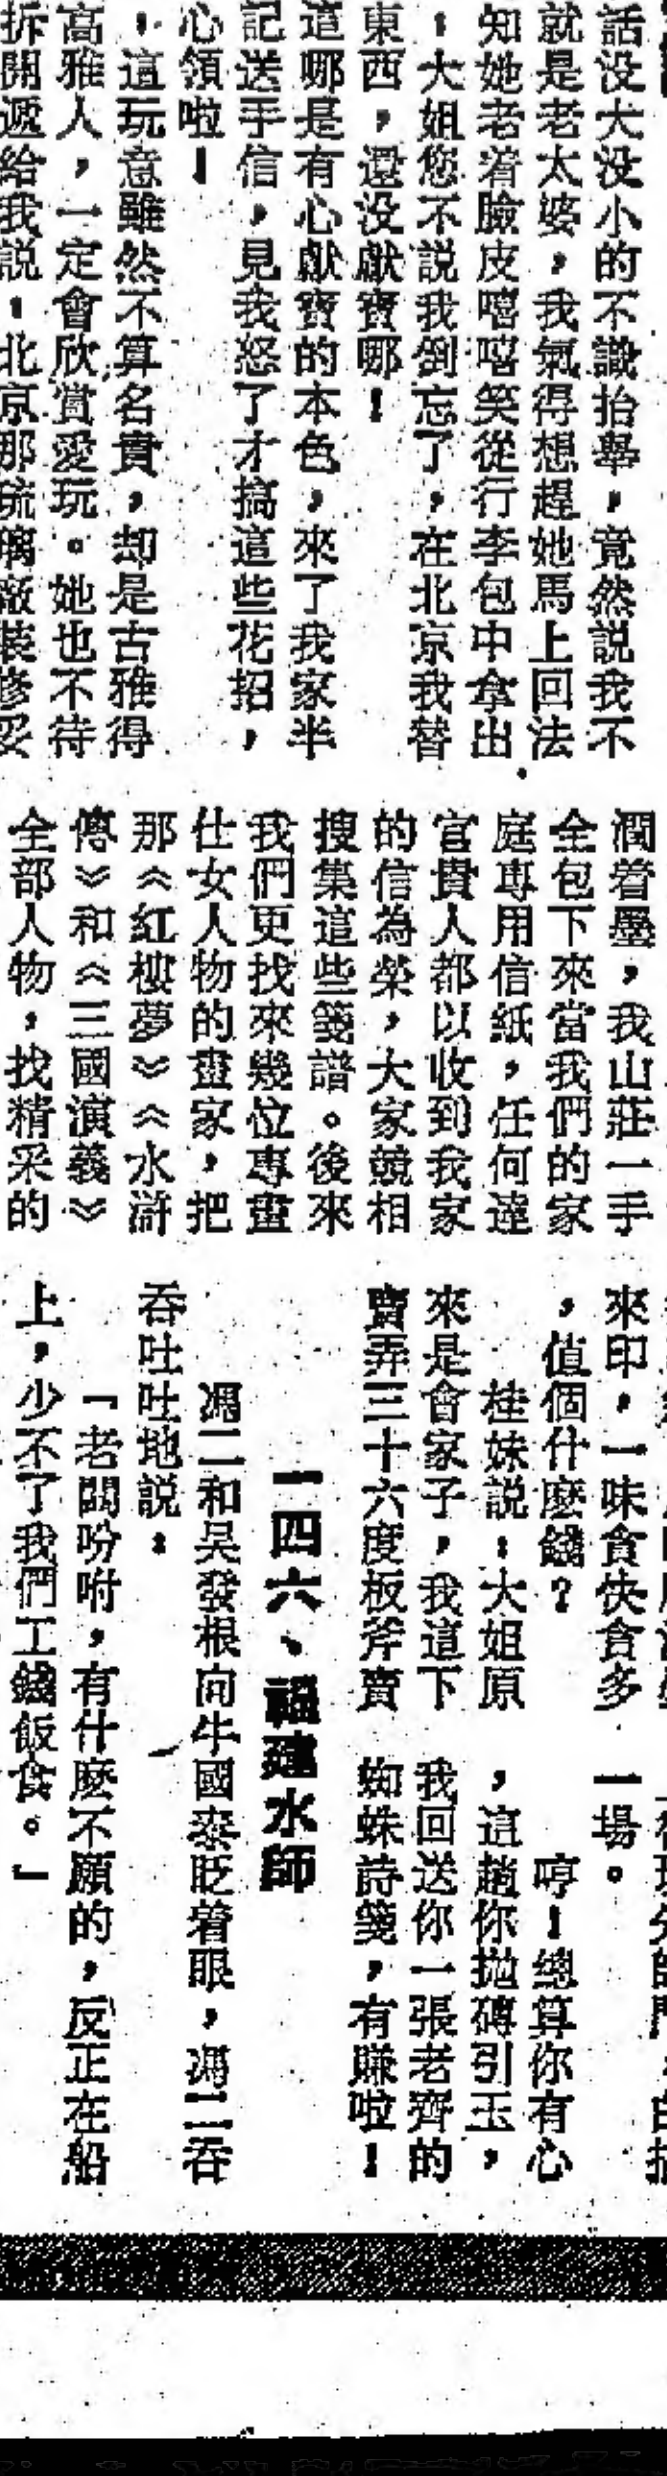 話没大没小的不識抬舉，竟然説我不
就是老太婆，我氣得想趕她馬上回法
知她老着臉皮嘻嘻笑從行李包中拿出
：大姐您不説我倒忘了，在北京我替
東西，還没獻寶哪！
這哪是有心獻寶的本色，來了我家半
記送手信，見我怒了才搞這些花招，
心領啦！
，這玩意雖然不算名貴，却是古雅得
高雅人，一定會欣賞愛玩。她也不待
拆開遞給我説：北京那琉璃廠裝修妥
潤着墨，我山莊一手
全包下來當我們的家
庭專用信紙，任何達
官貴人都以收到我家
的信為榮，大家競相
搜集這些箋譜。後來
我們更找來幾位專畫
仕女人物的畫家，把
那《紅樓夢》《水滸
傳》和《三國演義》
全部人物，找精采的
來印，一味貪快貪多
，值個什麽錢？
桂妹説：大姐原
來是會家子，我這下
賣弄三十六度板斧賣
一場。
哼！總算你有心
，這趟你拋磚引玉，
我回送你一張老齊的
蜘蛛詩箋，有賺啦！
一四六、福建水師
馮二和吴發根向牛國泰眨着眼，馮二吞
吞吐吐地説：
「老闆吩咐，有什麽不願的，反正在船
上，少不了我們工錢飯食。」